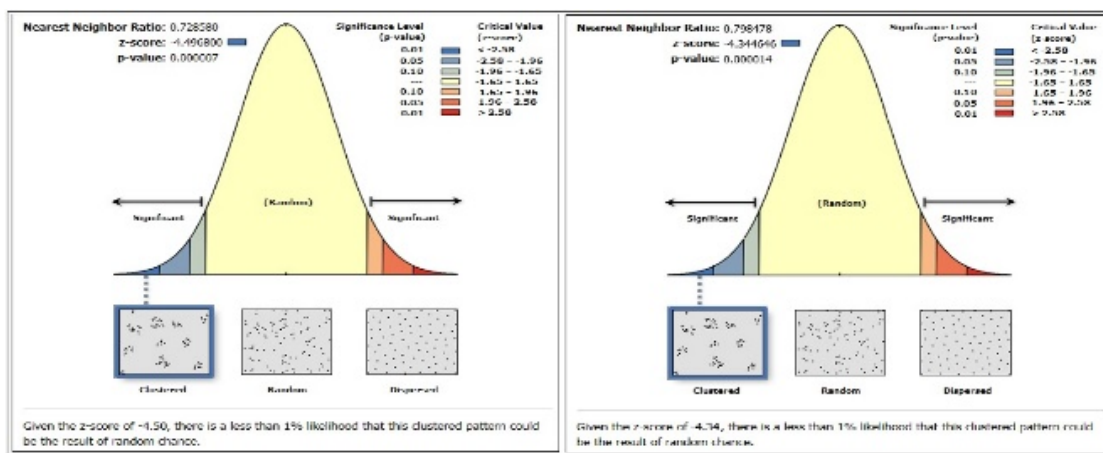 Nearest Neighbor Ratio: 0.728580
z-score: -4.496800
p-value: 0.000007
Significance Level
(p-value)
Critical Value
(z-score)
0.01 < -2.58
0.05 -2.58 – -1.96
0.10 -1.96 – -1.65
--- -1.65 – 1.65
0.10 1.65 – 1.96
0.05 1.96 – 2.58
0.01 > 2.58
Significant
(Random)
Significant
Clustered
Random
Dispersed
Given the z-score of -4.50, there is a less than 1% likelihood that this clustered pattern could
be the result of random chance.
Nearest Neighbor Ratio: 0.798478
z-score: -4.344646
p-value: 0.000014
Significance Level
(p-value)
Critical Value
(z-score)
0.01 < -2.58
0.05 -2.58 – -1.96
0.10 -1.96 – -1.65
--- -1.65 – 1.65
0.10 1.65 – 1.96
0.05 1.96 – 2.58
0.01 > 2.58
Significant
(Random)
Significant
Clustered
Random
Dispersed
Given the z-score of -4.34, there is a less than 1% likelihood that this clustered pattern could
be the result of random chance.